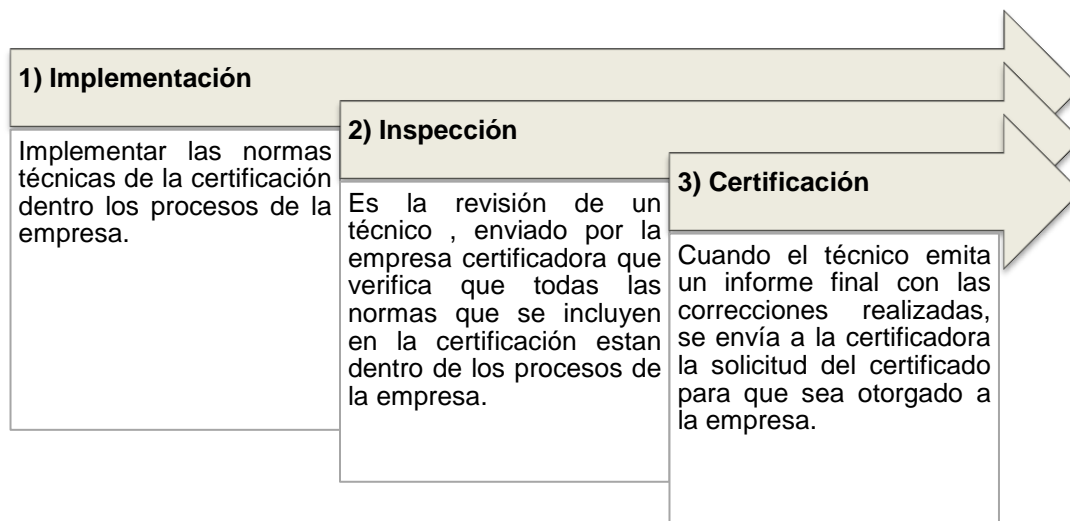 1) Implementación
Implementar las normas
técnicas de la certificación
dentro los procesos de la
empresa.
2) Inspección
Es la revisión de un
técnico , enviado por la
empresa certificadora que
verifica que todas las
normas que se incluyen
en la certificación estan
dentro de los procesos de
la empresa.
3) Certificación
Cuando el técnico emita
un informe final con las
correcciones realizadas,
se envía a la certificadora
la solicitud del certificado
para que sea otorgado a
la empresa.